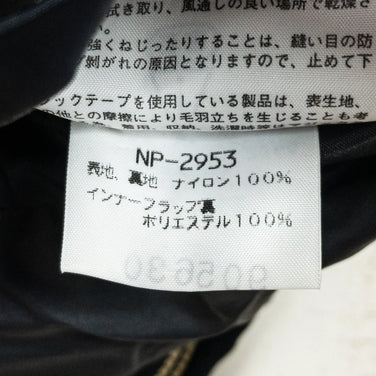 拭き取り、風通しの良い場所で乾燥さ
強くねじったりすることは、縫い目の防
剥がれの原因となりますので、止めて下
ックテープを使用している製品は、表生地、
の他との摩擦により毛羽立ちを生じることも考
NP-2953
表地、裏地 ナイロン100%
インナーフラップ裏
ポリエステル100%